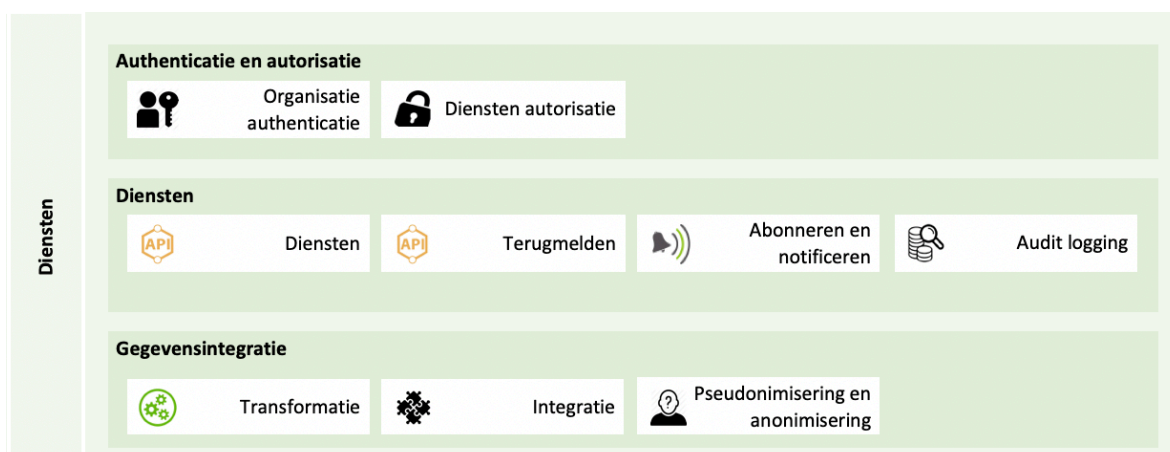 Diensten
Authenticatie en autorisatie
Organisatie
authenticatie
Diensten autorisatie
Diensten
API
Diensten
API
Terugmelden
Abonneren en
notificeren
Audit logging
Gegevensintegratie
Transformatie
Integratie
?
Pseudonimisering en
anonimisering